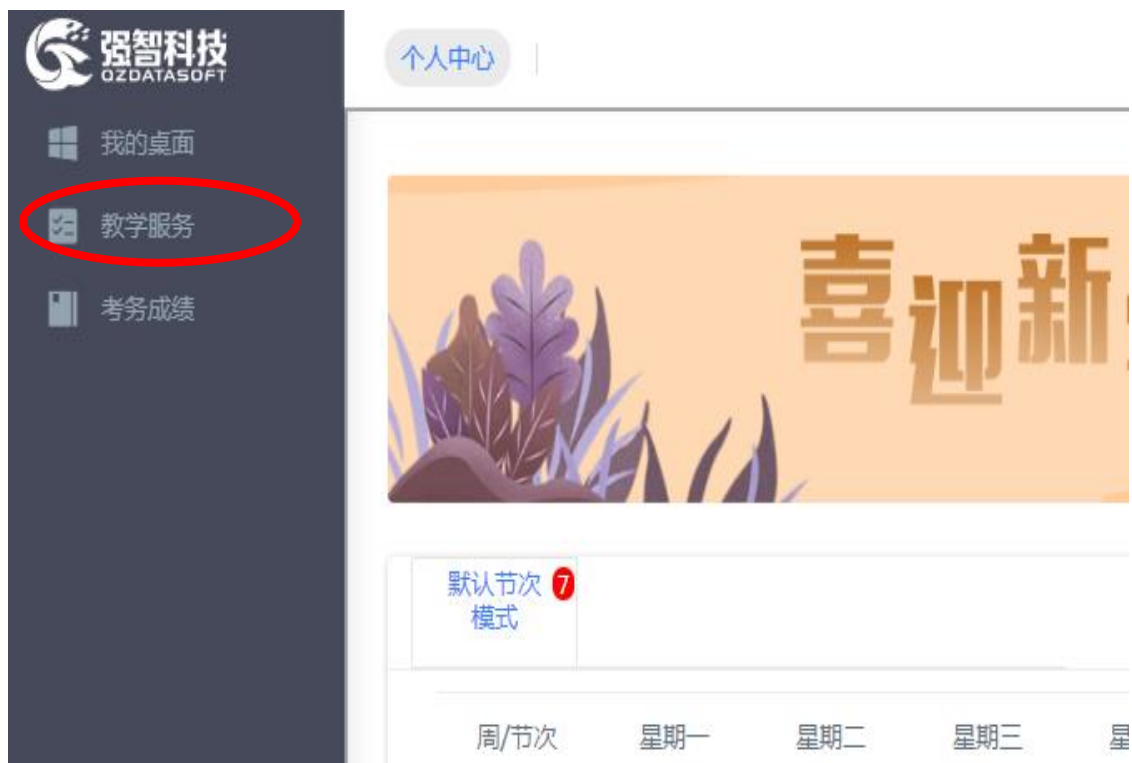 强智科技
QZDATASOFT
个人中心
我的桌面
教学服务
考务成绩
喜迎新
默认节次 7
模式
周/节次 星期一 星期二 星期三